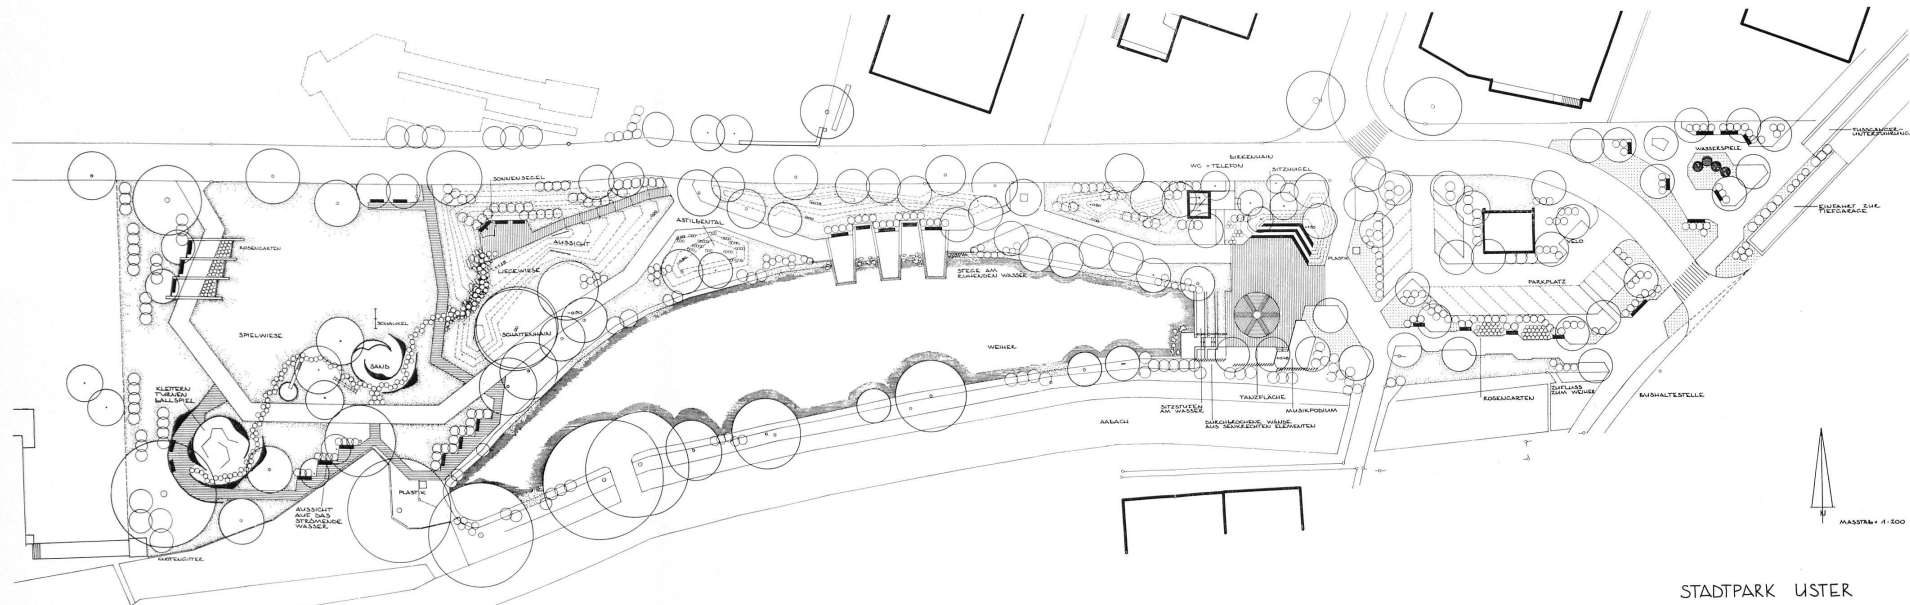 BIRKENHAIN
WC + TELEFON
SITZHÜGEL
FUSSGÄNGER-
UNTERFÜHRUNG
WASSERSPIELE
SONNENSEGEL
EINFAHRT ZUR
TIEFGARAGE
ASTILBENTAL
ROSENGARTEN
AUSSICHT
VELO
LIEGEWIESE
STEGE AM
RUHENDEN WASSER
PLASTIK
PARKPLATZ
SCHAUKEL
SCHATTENHAIN
SPIELWIESE
WEIHER
SAND
KLETTERN
TURNEN
BALLSPIEL
ZUFLUSS
ZUM WEIHER
BUSHALTESTELLE
ROSENGARTEN
TANZFLÄCHE
SITZSTUFEN
AM WASSER
MUSIKPODIUM
AABACH
DURCHBROCHENE WÄNDE
AUS SENKRECHTEN ELEMENTEN
PLASTIK
AUSSICHT
AUF DAS
STRÖMENDE
WASSER
KNOTENGITTER
N
MASSTAB • 1:200
STADTPARK USTER